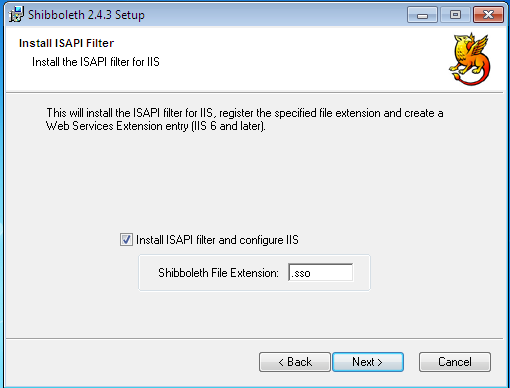 Shibboleth 2.4.3 Setup
Install ISAPI Filter
Install the ISAPI filter for IIS
This will install the ISAPI filter for IIS, register the specified file extension and create a
Web Services Extension entry (IIS 6 and later).
Install ISAPI filter and configure IIS
Shibboleth File Extension: .sso
< Back Next > Cancel